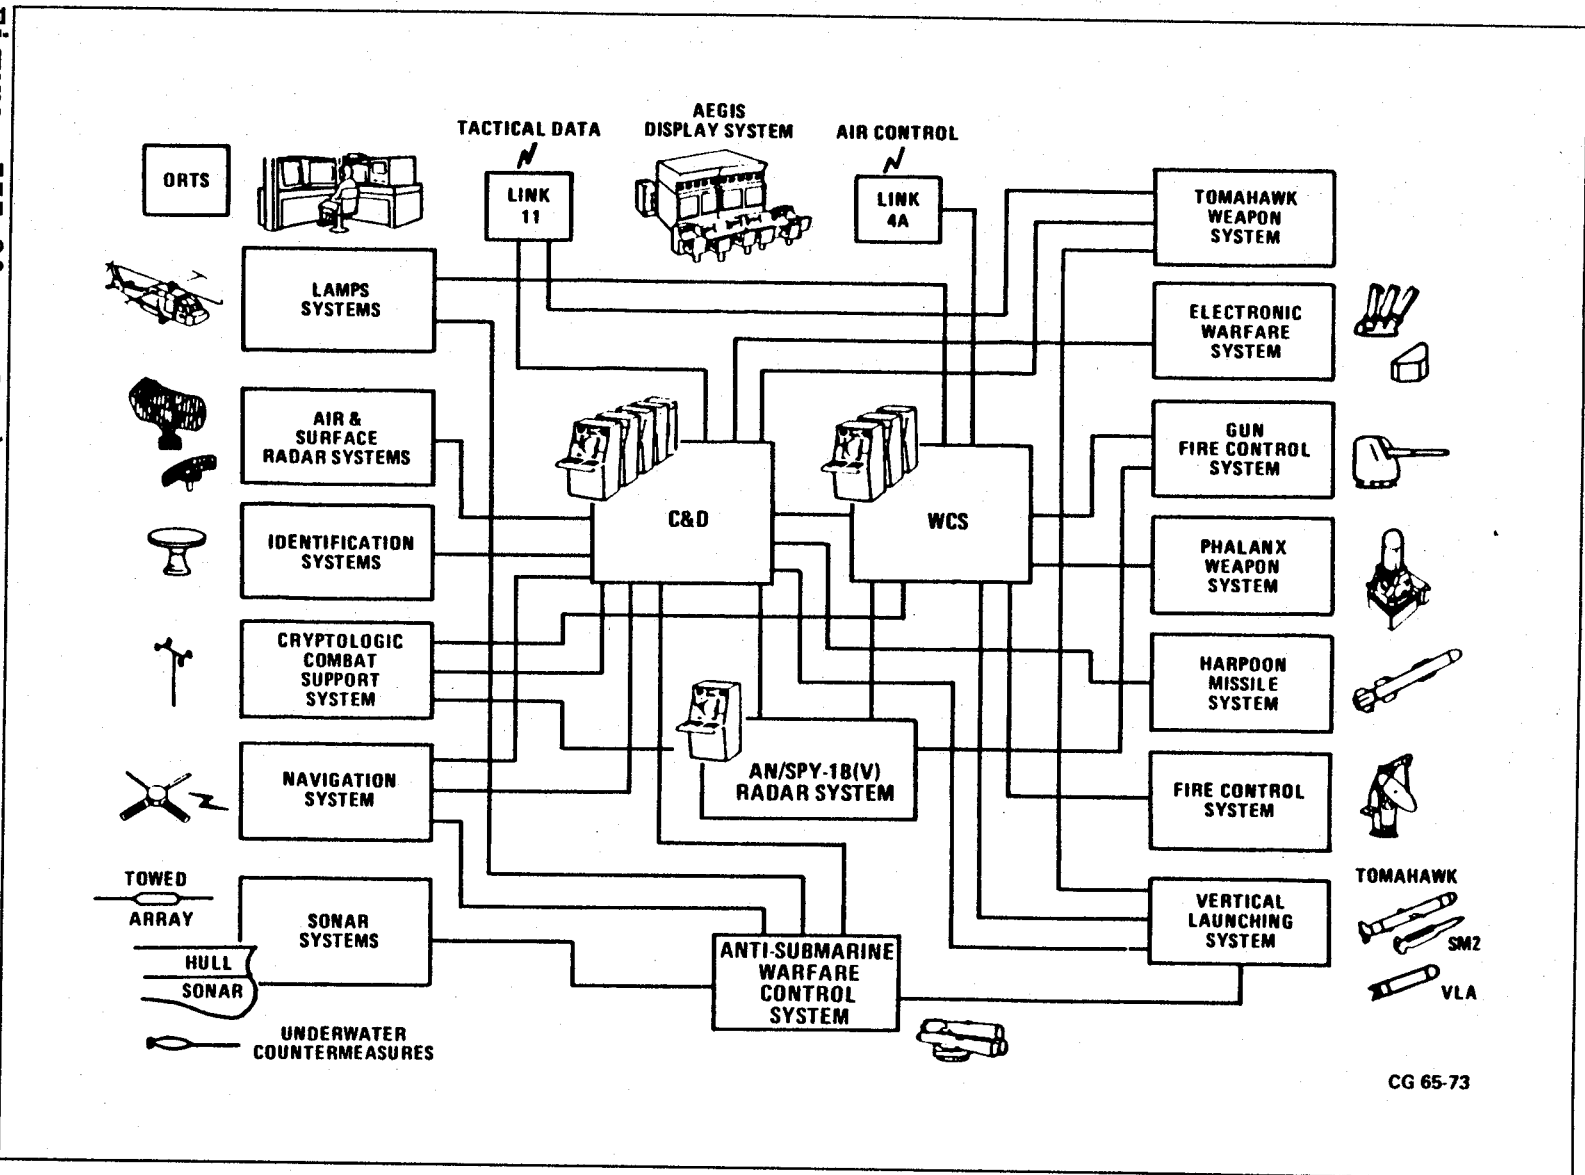 AEGIS
TACTICAL DATA
DISPLAY SYSTEM
AIR CONTROL
ORTS
LINK
11
LINK
4A
TOMAHAWK
WEAPON
SYSTEM
LAMPS
SYSTEMS
ELECTRONIC
WARFARE
SYSTEM
AIR &
SURFACE
RADAR SYSTEMS
GUN
FIRE CONTROL
SYSTEM
C&D
WCS
IDENTIFICATION
SYSTEMS
PHALANX
WEAPON
SYSTEM
CRYPTOLOGIC
COMBAT
SUPPORT
SYSTEM
HARPOON
MISSILE
SYSTEM
NAVIGATION
SYSTEM
AN/SPY-1B(V)
RADAR SYSTEM
FIRE CONTROL
SYSTEM
TOWED
ARRAY
SONAR
SYSTEMS
HULL
SONAR
ANTI-SUBMARINE
WARFARE
CONTROL
SYSTEM
VERTICAL
LAUNCHING
SYSTEM
TOMAHAWK
SM2
VLA
UNDERWATER
COUNTERMEASURES
CG 65-73